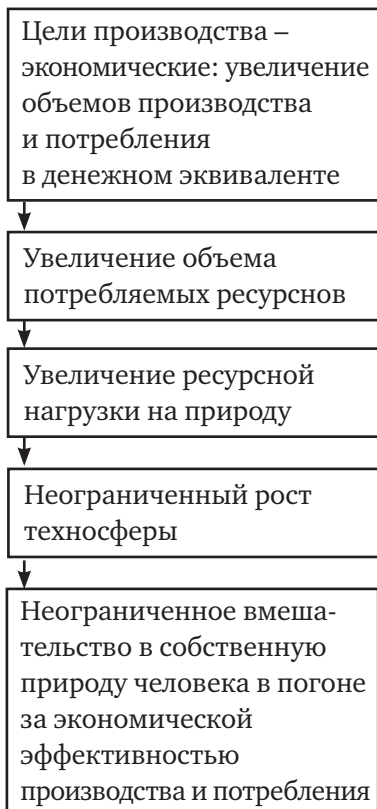 Цели производства –
экономические: увеличение
объемов производства
и потребления
в денежном эквиваленте
Увеличение объема
потребляемых ресурснов
Увеличение ресурсной
нагрузки на природу
Неограниченный рост
техносферы
Неограниченное вмеша-
тельство в собственную
природу человека в погоне
за экономической
эффективностью
производства и потребления